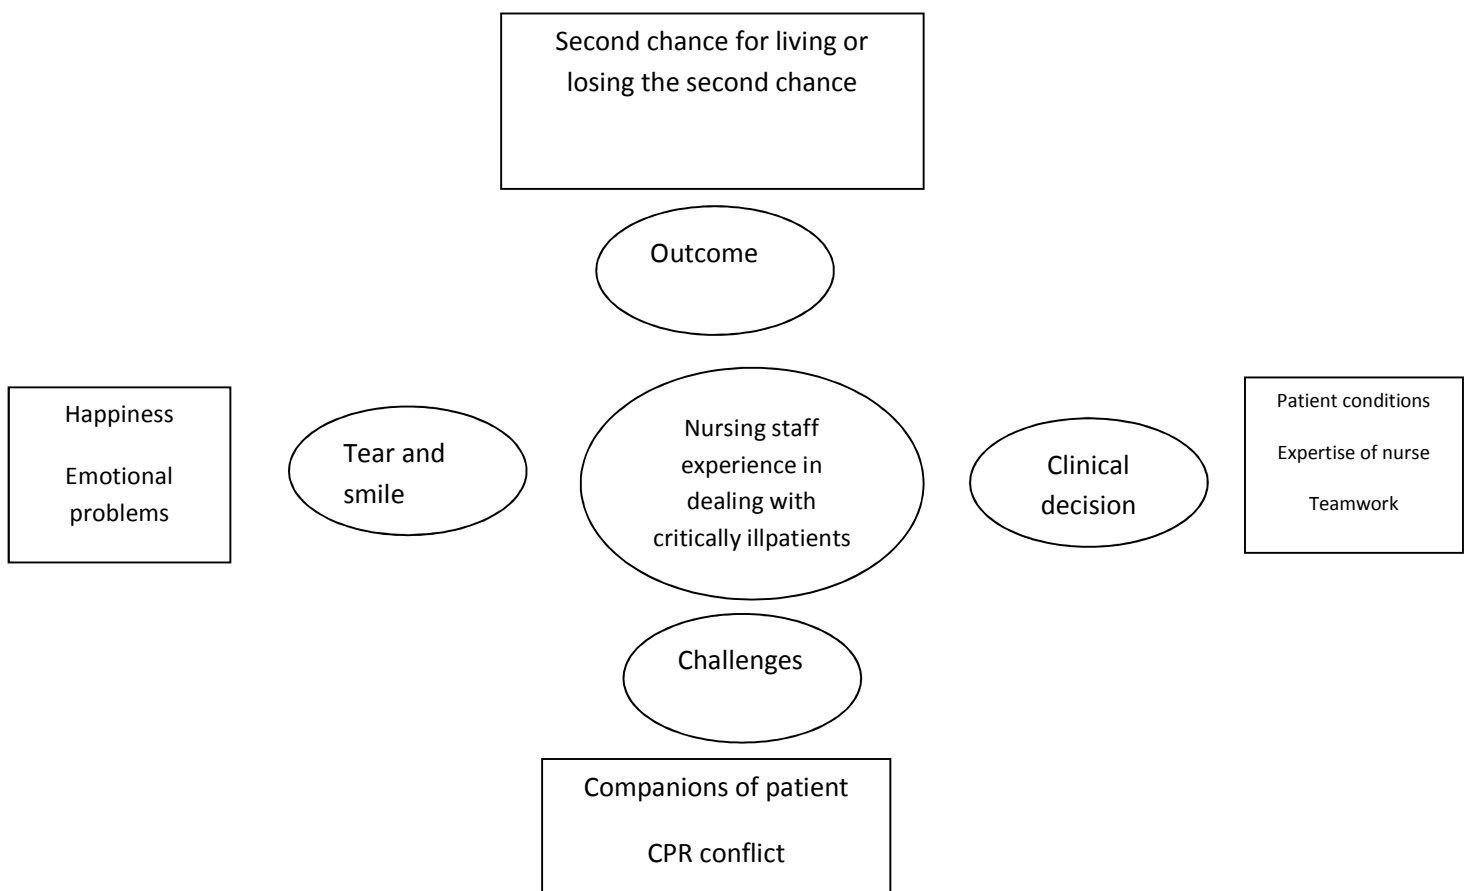 Second chance for living or
losing the second chance
Outcome
Happiness
Emotional
problems
Tear and
smile
Nursing staff
experience in
dealing with
critically illpatients
Clinical
decision
Patient conditions
Expertise of nurse
Teamwork
Challenges
Companions of patient
CPR conflict